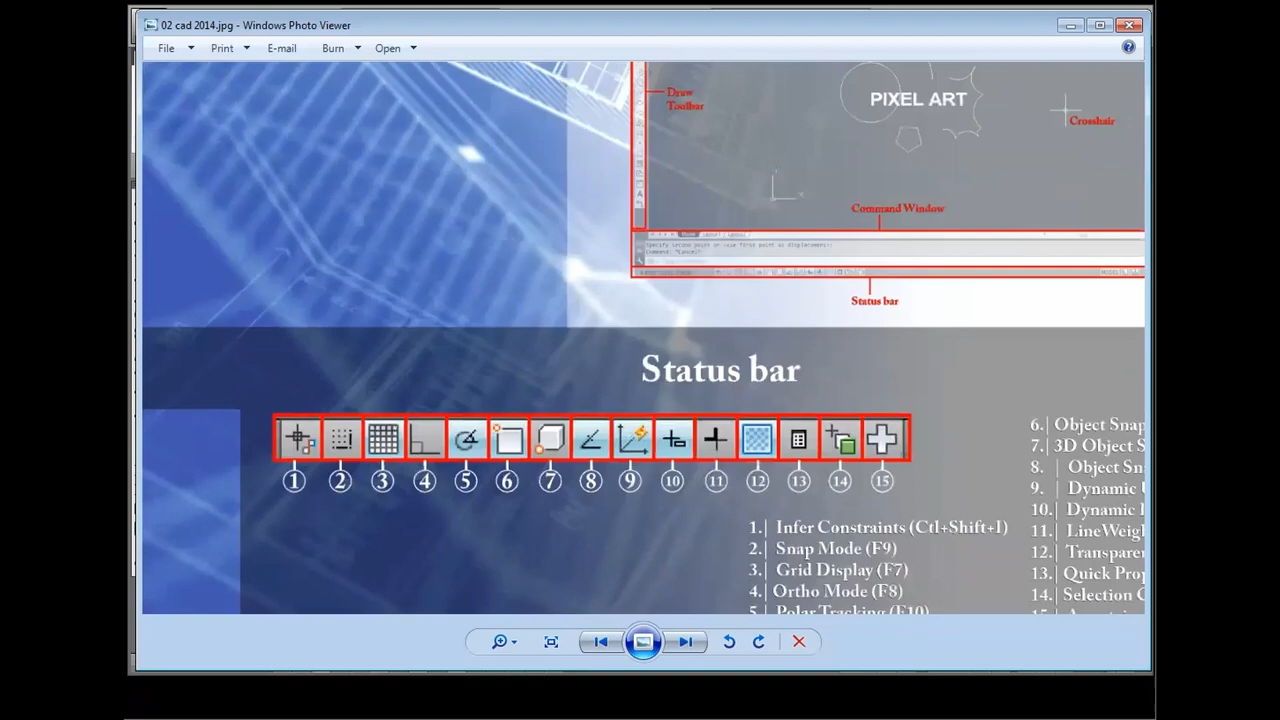 02 cad 2014.jpg - Windows Photo Viewer
File Print E-mail Burn Open
Draw
Toolbar
PIXEL ART
Crosshair
Command Window
Status bar
Status bar
1 2 3 4 5 6 7 8 9 10 11 12 13 14 15
1.| Infer Constraints (Ctl+Shift+I)
2.| Snap Mode (F9)
3.| Grid Display (F7)
4.| Ortho Mode (F8)
5. Polar Tracking (F10)
6.| Object Snap
7.| 3D Object S
8. | Object Sn
9. | Dynamic
10. | Dynamic
11.| LineWeigh
12.| Transparen
13.| Quick Prop
14.| Selection C